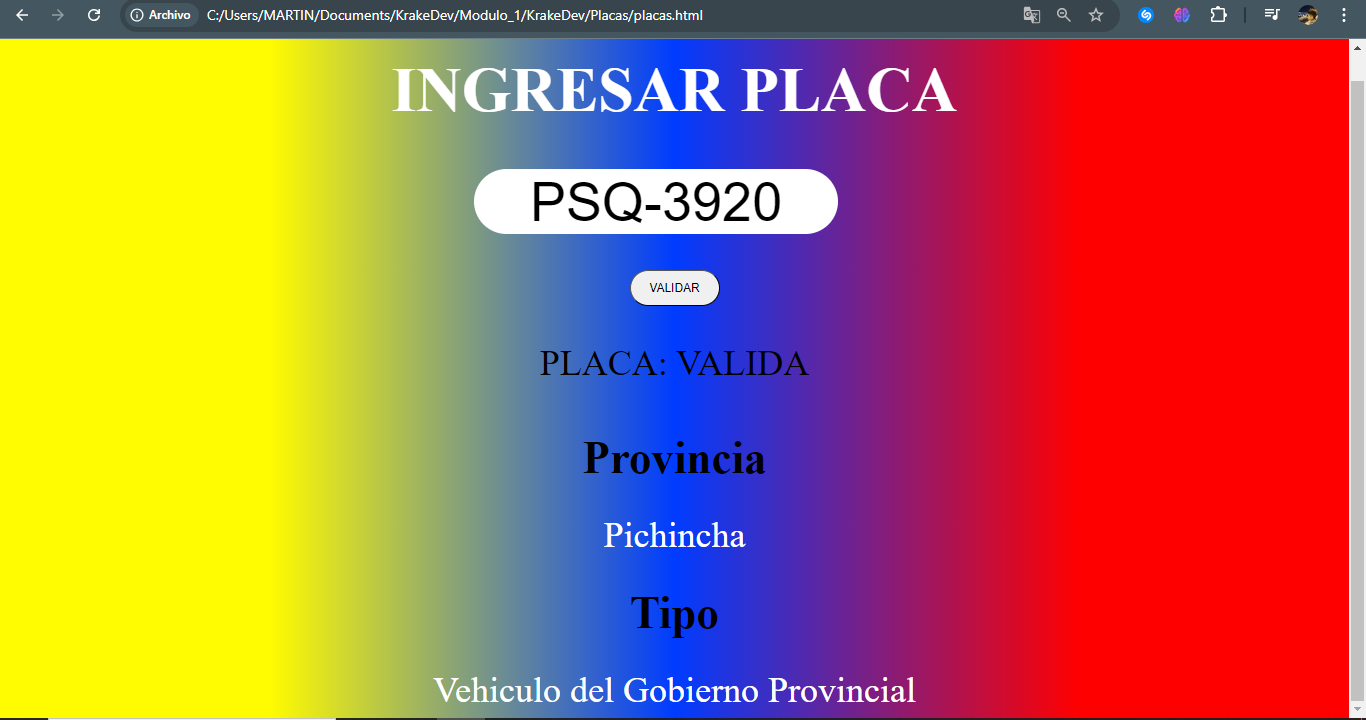 Archivo C:/Users/MARTIN/Documents/KrakeDev/Modulo_1/KrakeDev/Placas/placas.html
INGRESAR PLACA
PSQ-3920
VALIDAR
PLACA: VALIDA
Provincia
Pichincha
Tipo
Vehiculo del Gobierno Provincial